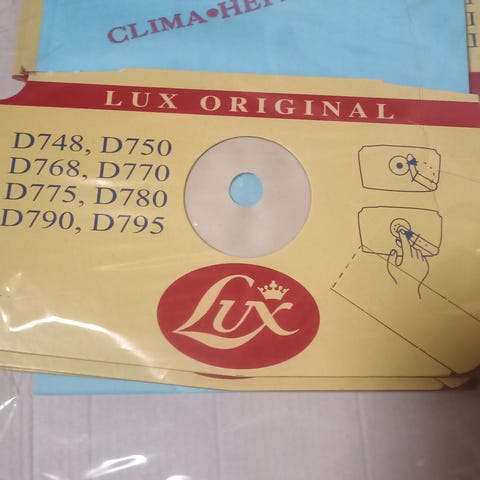 CLIMA•HE
LUX ORIGINAL
D748, D750
D768, D770
D775, D780
D790, D795
LUX